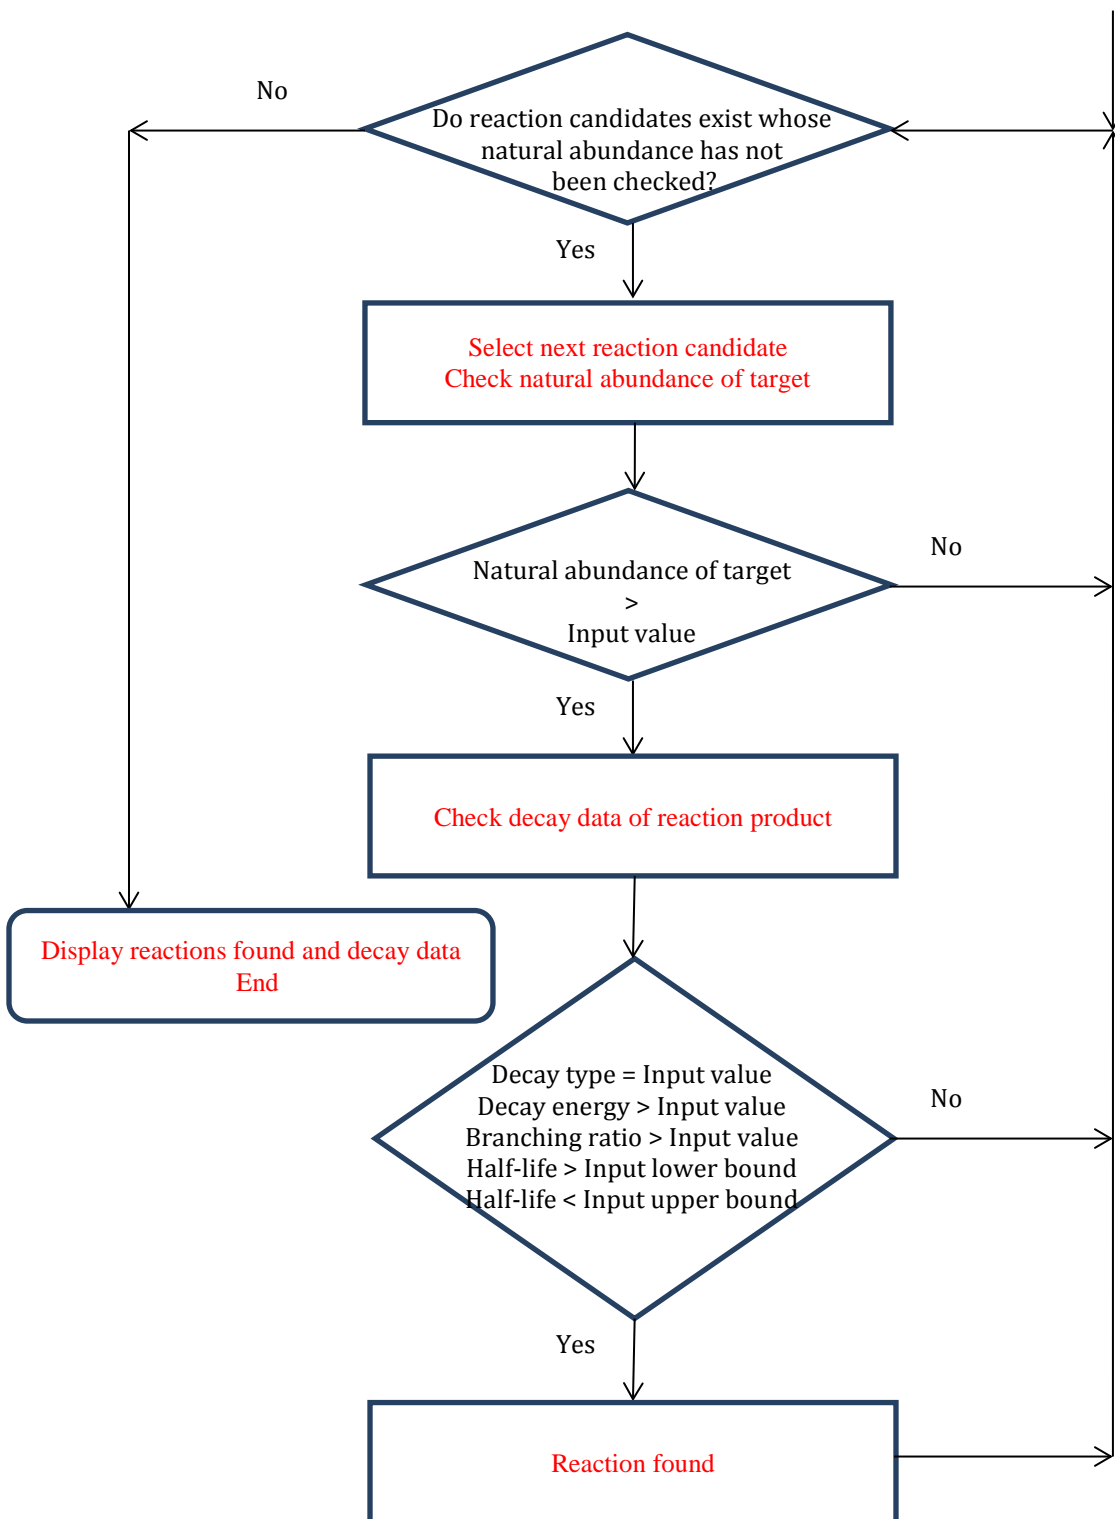 No
Do reaction candidates exist whose
natural abundance has not
been checked?
Yes
Select next reaction candidate
Check natural abundance of target
No
Natural abundance of target
>
Input value
Yes
Check decay data of reaction product
Display reactions found and decay data
End
Decay type = Input value
Decay energy > Input value
Branching ratio > Input value
Half-life > Input lower bound
Half-life < Input upper bound
No
Yes
Reaction found